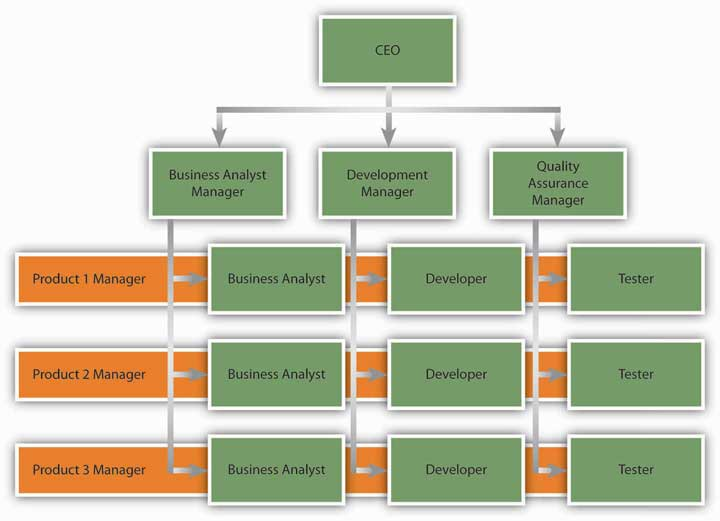 CEO
Business Analyst
Manager
Development
Manager
Quality
Assurance
Manager
Product 1 Manager
Business Analyst
Developer
Tester
Product 2 Manager
Business Analyst
Developer
Tester
Product 3 Manager
Business Analyst
Developer
Tester